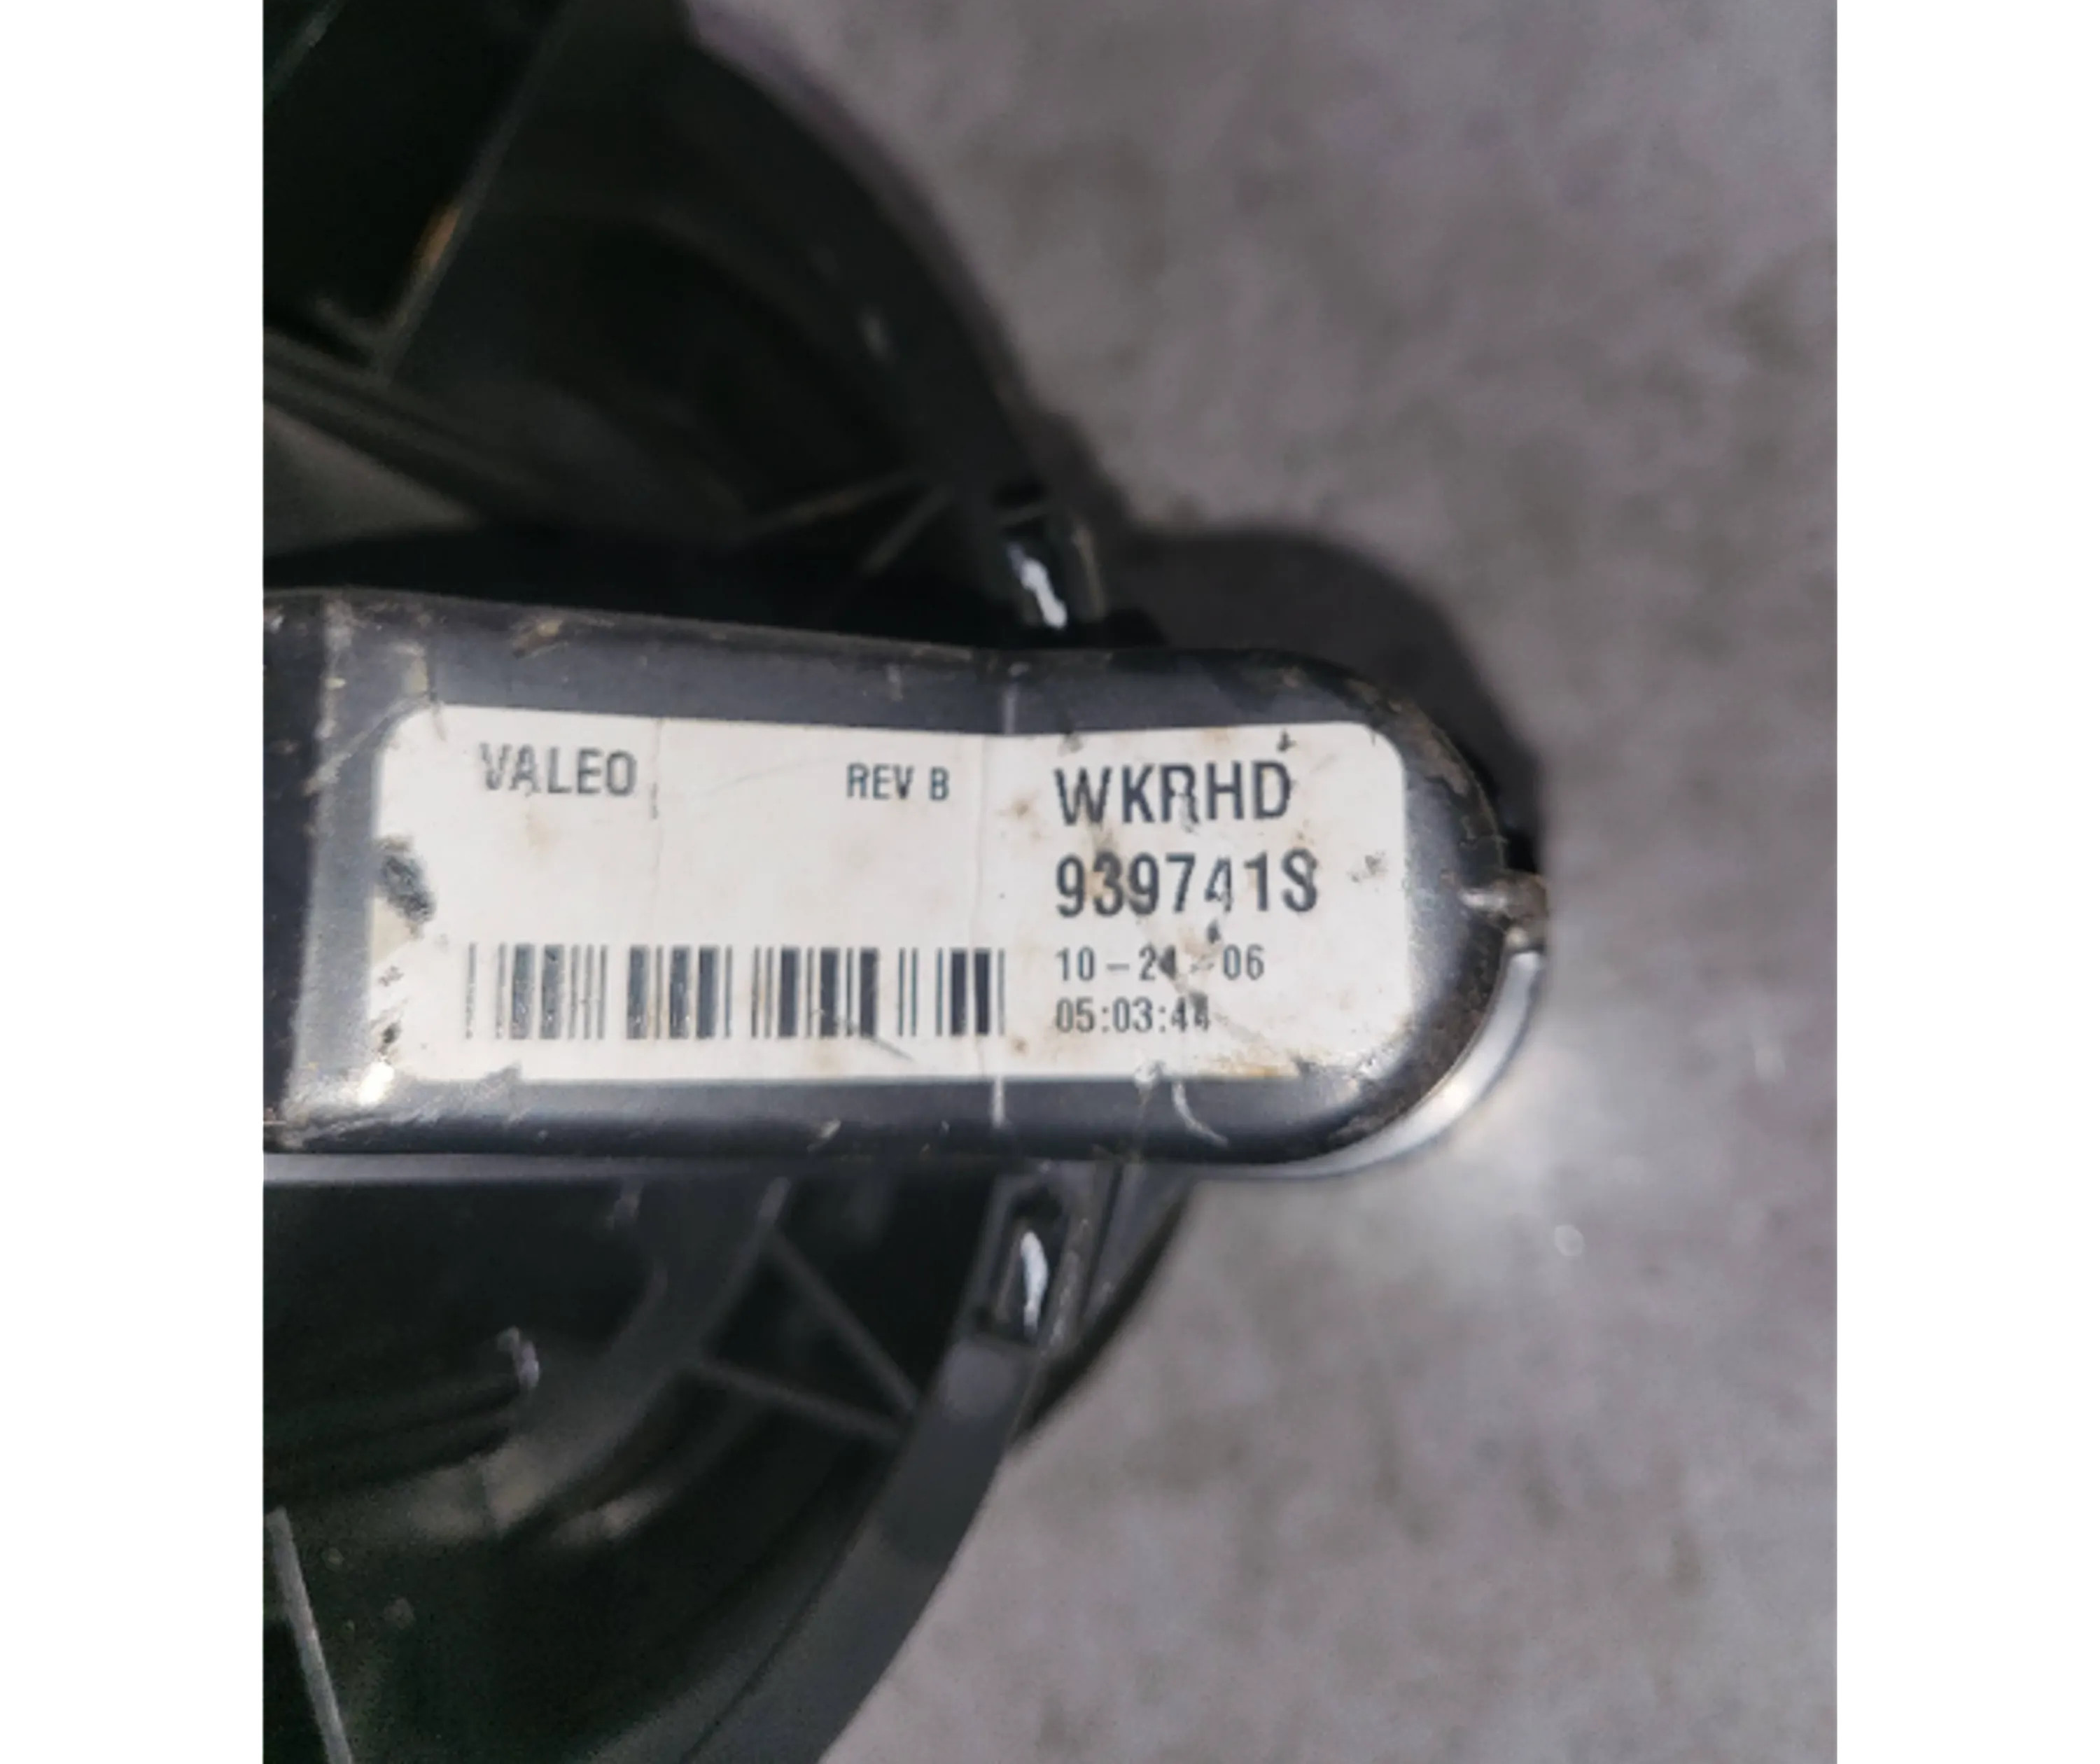 VALEO REV B WKRHD
939741S
10-24-06
05:03:44